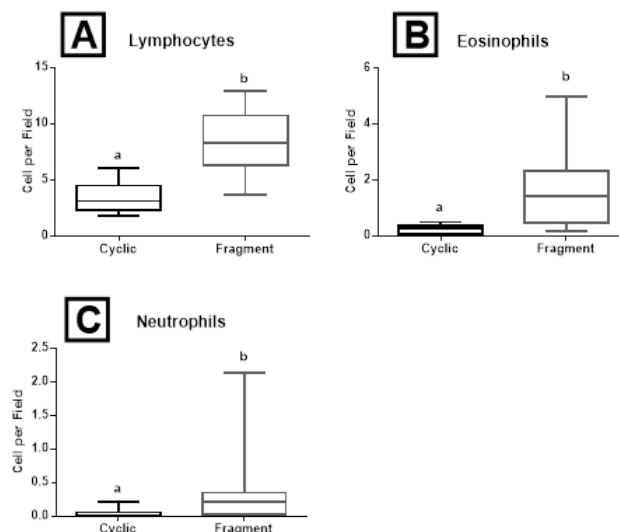 A
Lymphocytes
Cell per Field
15
10
5
0
a
b
Cyclic
Fragment
B
Eosinophils
Cell per Field
6
4
2
0
a
b
Cyclic
Fragment
C
Neutrophils
Cell per Field
2.5
2.0
1.5
1.0
0.5
0.0
a
b
Cyclic
Fragment